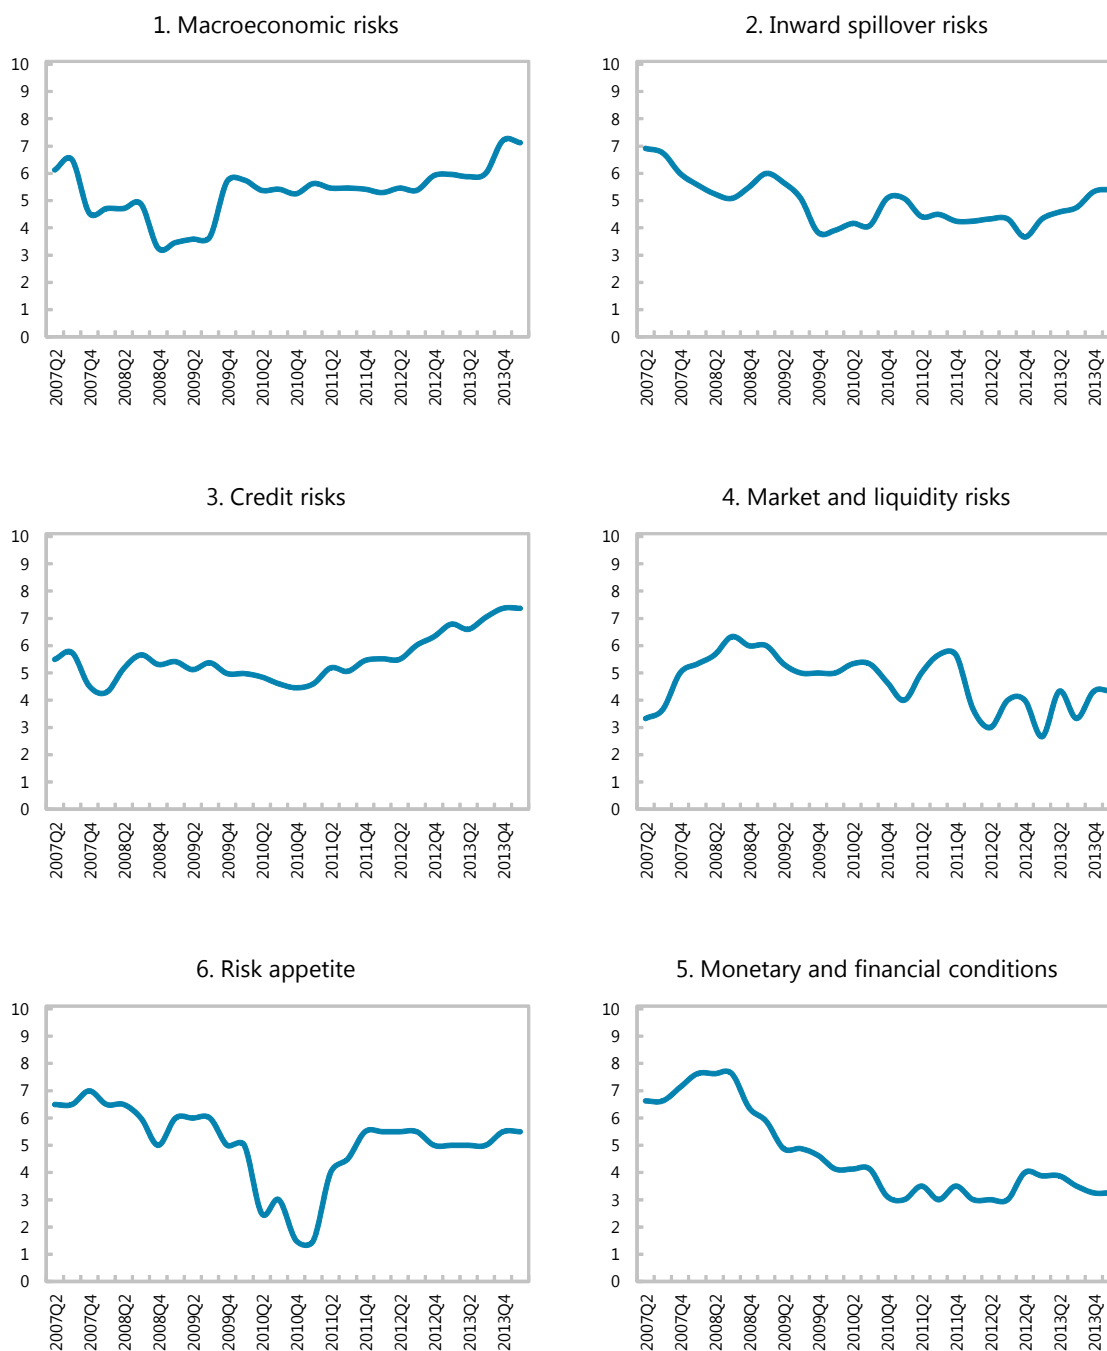 1. Macroeconomic risks
10
9
8
7
6
5
4
3
2
1
0
2007Q2
2007Q4
2008Q2
2008Q4
2009Q2
2009Q4
2010Q2
2010Q4
2011Q2
2011Q4
2012Q2
2012Q4
2013Q2
2013Q4
2. Inward spillover risks
10
9
8
7
6
5
4
3
2
1
0
2007Q2
2007Q4
2008Q2
2008Q4
2009Q2
2009Q4
2010Q2
2010Q4
2011Q2
2011Q4
2012Q2
2012Q4
2013Q2
2013Q4
3. Credit risks
10
9
8
7
6
5
4
3
2
1
0
2007Q2
2007Q4
2008Q2
2008Q4
2009Q2
2009Q4
2010Q2
2010Q4
2011Q2
2011Q4
2012Q2
2012Q4
2013Q2
2013Q4
4. Market and liquidity risks
10
9
8
7
6
5
4
3
2
1
0
2007Q2
2007Q4
2008Q2
2008Q4
2009Q2
2009Q4
2010Q2
2010Q4
2011Q2
2011Q4
2012Q2
2012Q4
2013Q2
2013Q4
6. Risk appetite
10
9
8
7
6
5
4
3
2
1
0
2007Q2
2007Q4
2008Q2
2008Q4
2009Q2
2009Q4
2010Q2
2010Q4
2011Q2
2011Q4
2012Q2
2012Q4
2013Q2
2013Q4
5. Monetary and financial conditions
10
9
8
7
6
5
4
3
2
1
0
2007Q2
2007Q4
2008Q2
2008Q4
2009Q2
2009Q4
2010Q2
2010Q4
2011Q2
2011Q4
2012Q2
2012Q4
2013Q2
2013Q4